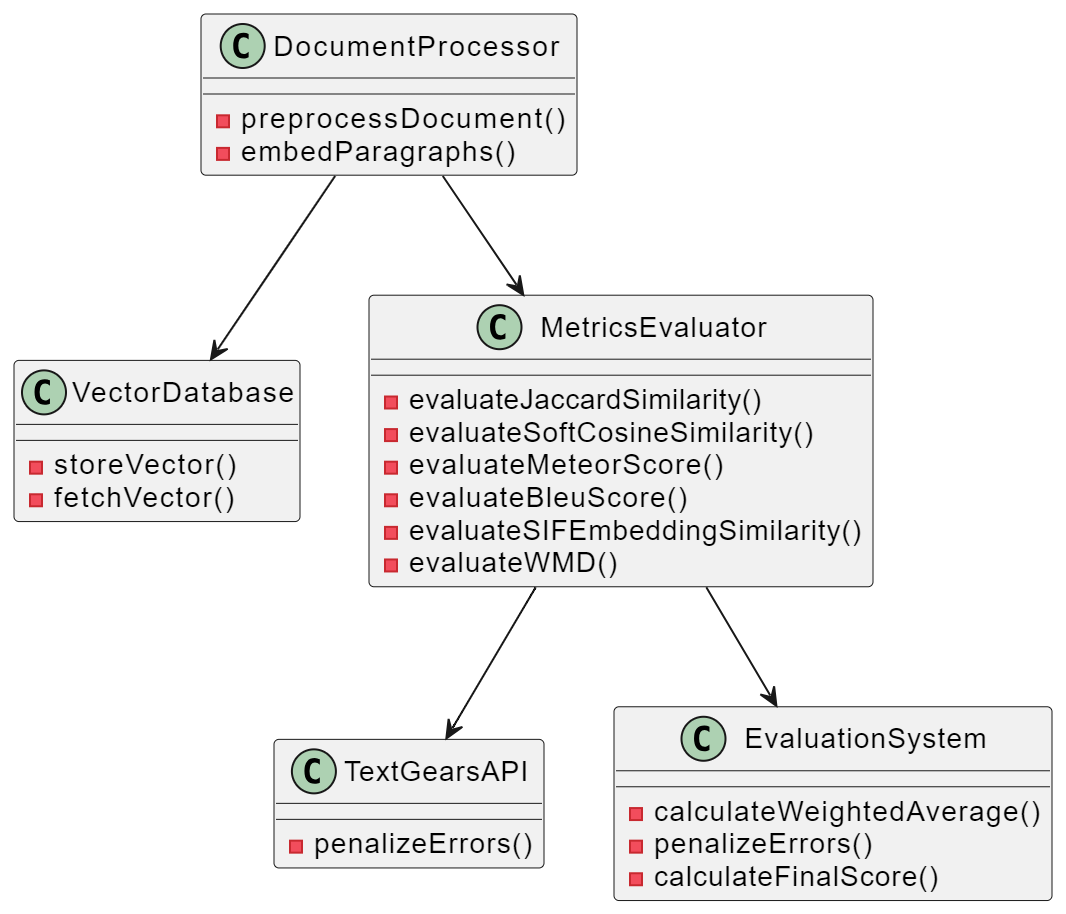 C DocumentProcessor
preprocessDocument()
embedParagraphs()
C MetricsEvaluator
evaluateJaccardSimilarity()
evaluateSoftCosineSimilarity()
evaluateMeteorScore()
evaluateBleuScore()
evaluateSIFEmbeddingSimilarity()
evaluateWMD()
C VectorDatabase
storeVector()
fetchVector()
C TextGearsAPI
penalizeErrors()
C EvaluationSystem
calculateWeightedAverage()
penalizeErrors()
calculateFinalScore()